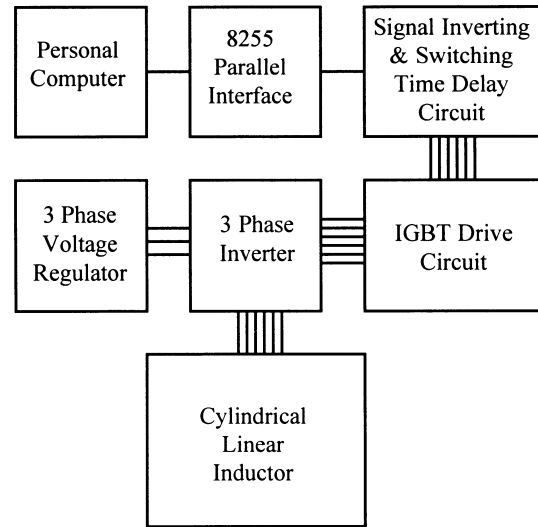 Personal
Computer
8255
Parallel
Interface
Signal Inverting
& Switching
Time Delay
Circuit
3 Phase
Voltage
Regulator
3 Phase
Inverter
IGBT Drive
Circuit
Cylindrical
Linear
Inductor